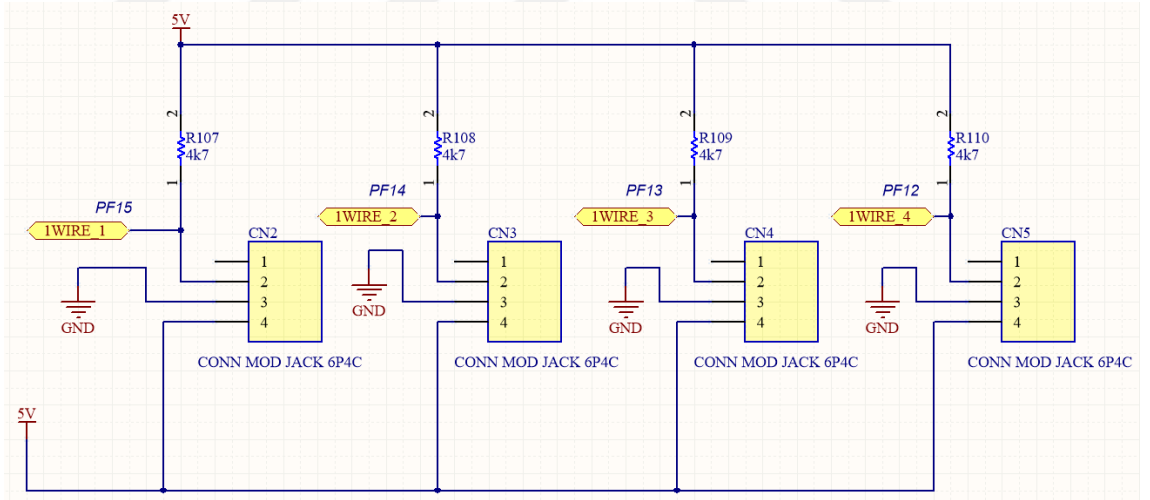 5V
2
R107
4k7
1
PF15
1WIRE_1
CN2
1
2
3
4
GND
CONN MOD JACK 6P4C
2
R108
4k7
1
PF14
1WIRE_2
CN3
1
2
3
4
GND
CONN MOD JACK 6P4C
2
R109
4k7
1
PF13
1WIRE_3
CN4
1
2
3
4
GND
CONN MOD JACK 6P4C
2
R110
4k7
1
PF12
1WIRE_4
CN5
1
2
3
4
GND
CONN MOD JACK 6P4C
5V